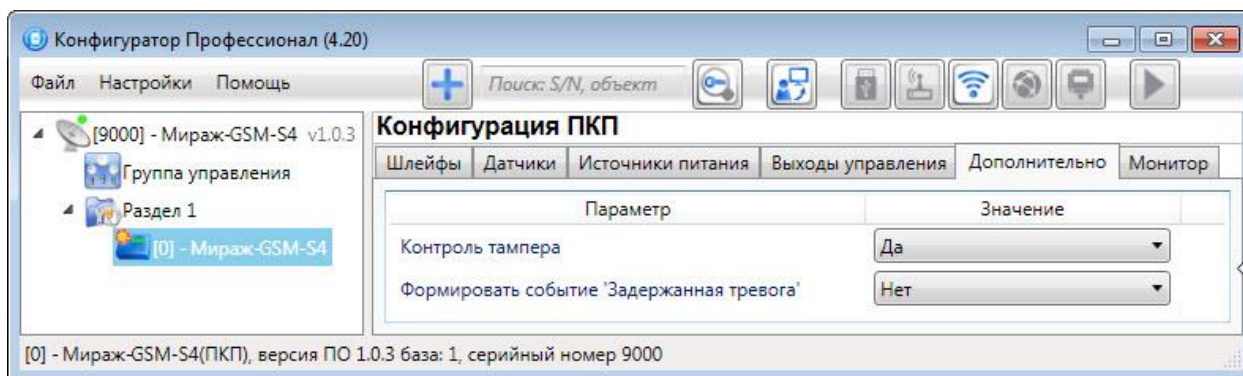 Конфигуратор Профессионал (4.20)
Файл Настройки Помощь Поиск: S/N, объект
[9000] - Мираж-GSM-S4 v1.0.3
Группа управления
Раздел 1
[0] - Мираж-GSM-S4
Конфигурация ПКП
Шлейфы Датчики Источники питания Выходы управления Дополнительно Монитор
Параметр Значение
Контроль тампера Да
Формировать событие 'Задержанная тревога' Нет
[0] - Мираж-GSM-S4(ПКП), версия ПО 1.0.3 база: 1, серийный номер 9000